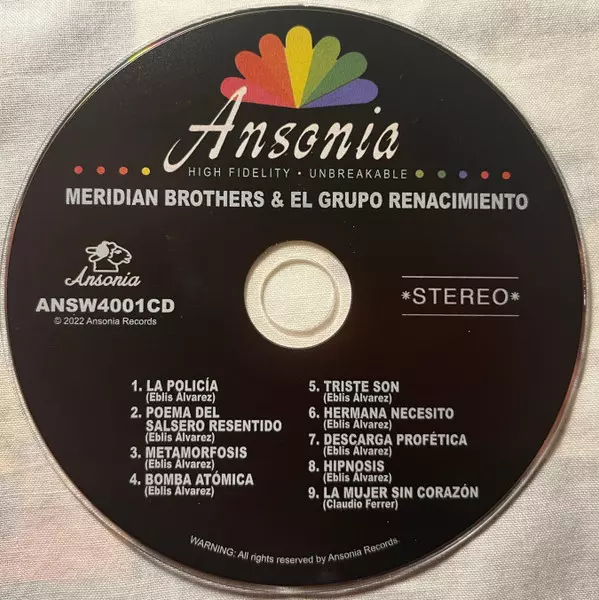 Ansonia
HIGH FIDELITY • UNBREAKABLE
MERIDIAN BROTHERS & EL GRUPO RENACIMIENTO
Ansonia
ANSW4001CD
© 2022 Ansonia Records
*STEREO*
1. LA POLICÍA
(Eblis Álvarez)
2. POEMA DEL
SALSERO RESENTIDO
(Eblis Álvarez)
3. METAMORFOSIS
(Eblis Álvarez)
4. BOMBA ATÓMICA
(Eblis Álvarez)
5. TRISTE SON
(Eblis Álvarez)
6. HERMANA NECESITO
(Eblis Álvarez)
7. DESCARGA PROFÉTICA
(Eblis Álvarez)
8. HIPNOSIS
(Eblis Álvarez)
9. LA MUJER SIN CORAZÓN
(Claudio Ferrer)
WARNING: All rights reserved by Ansonia Records.